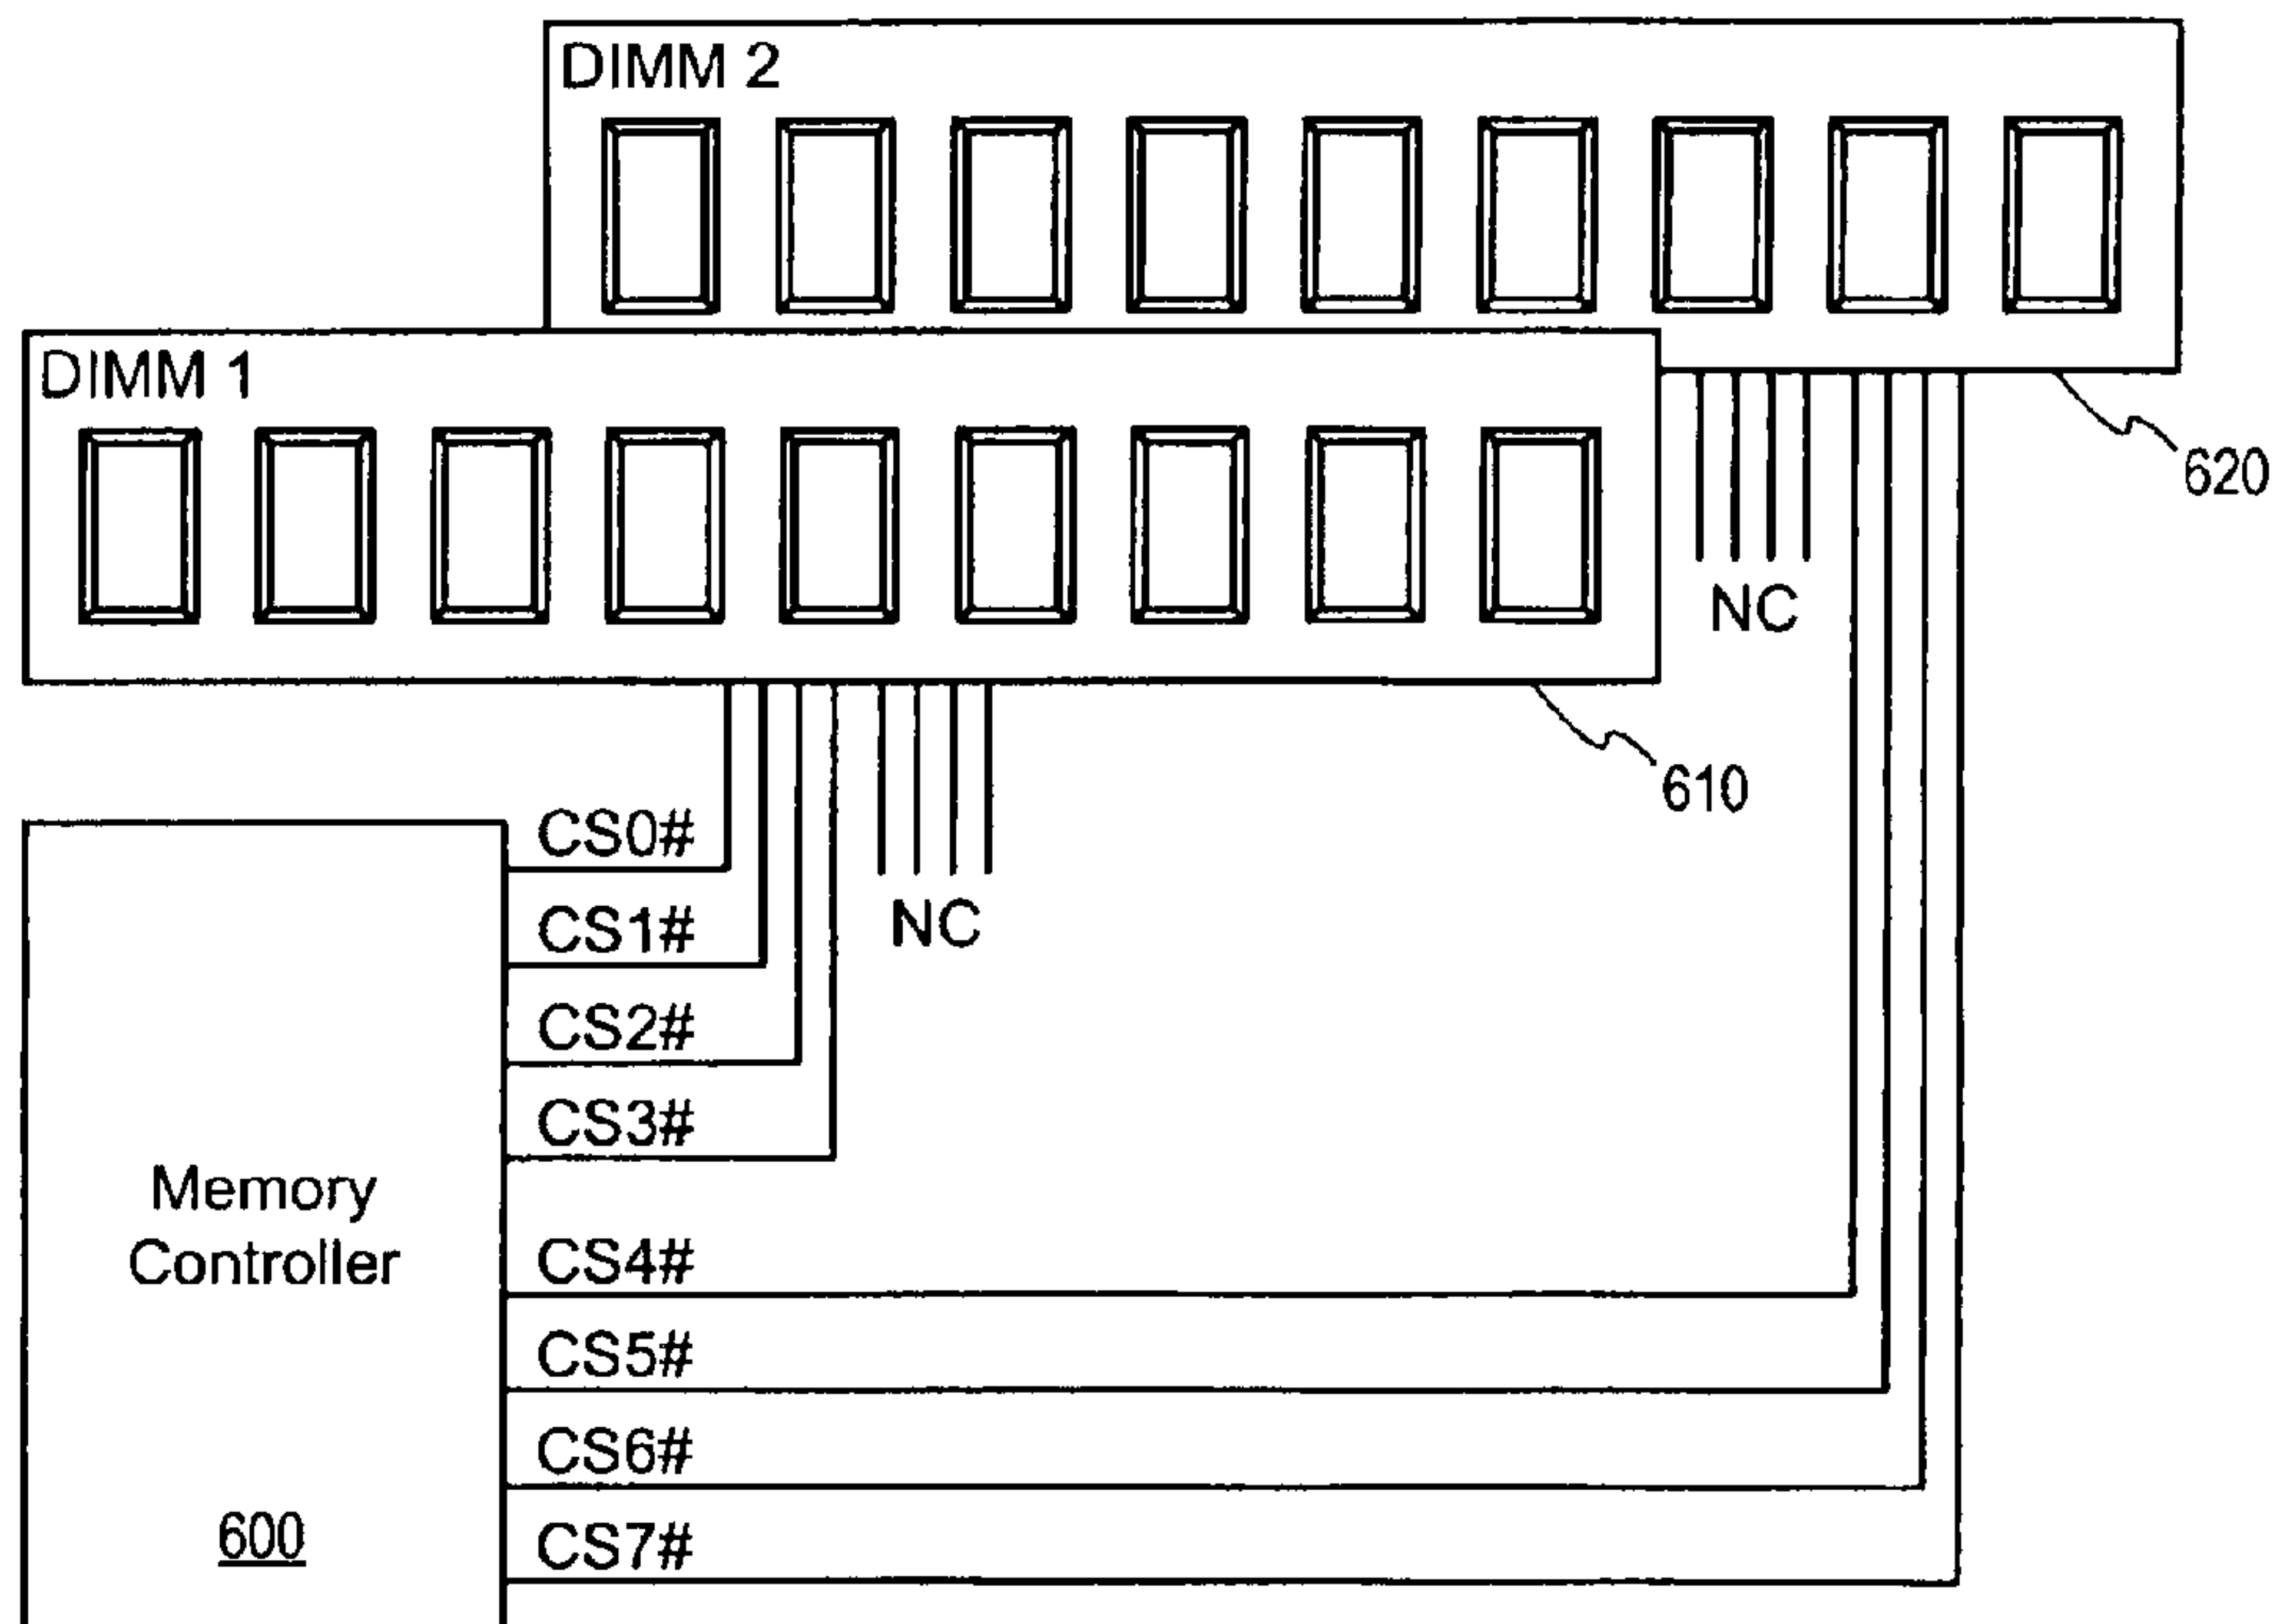 DIMM 2
DIMM 1
620
NC
610
CS0#
NC
CS1#
CS2#
CS3#
Memory
Controller
CS4#
CS5#
CS6#
600
CS7#